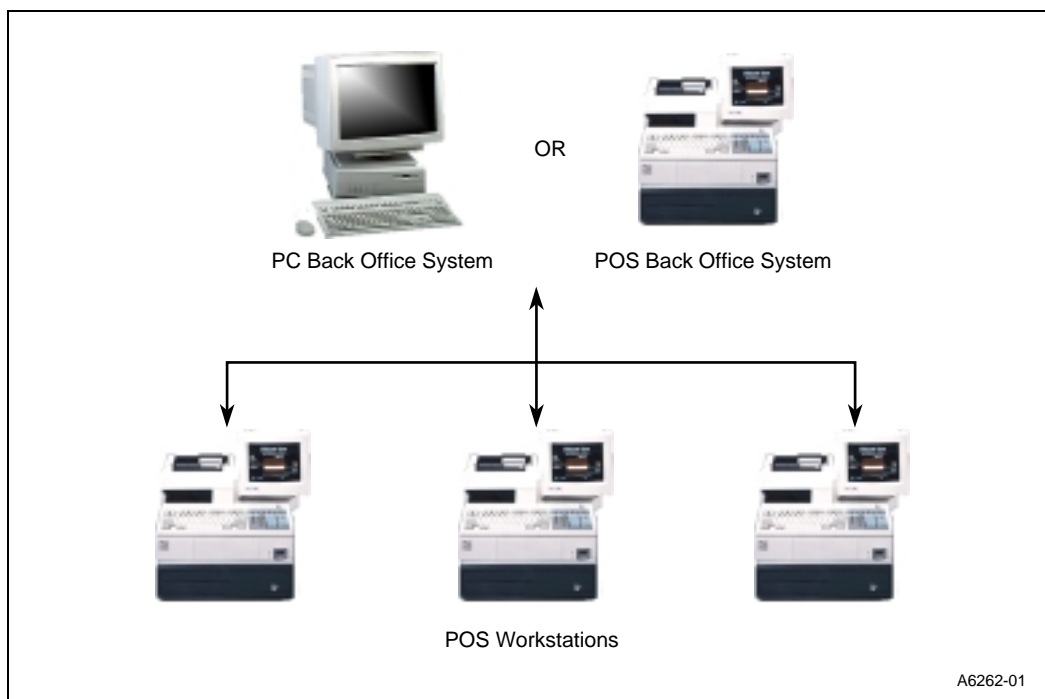 OR
PC Back Office System
POS Back Office System
POS Workstations
A6262-01